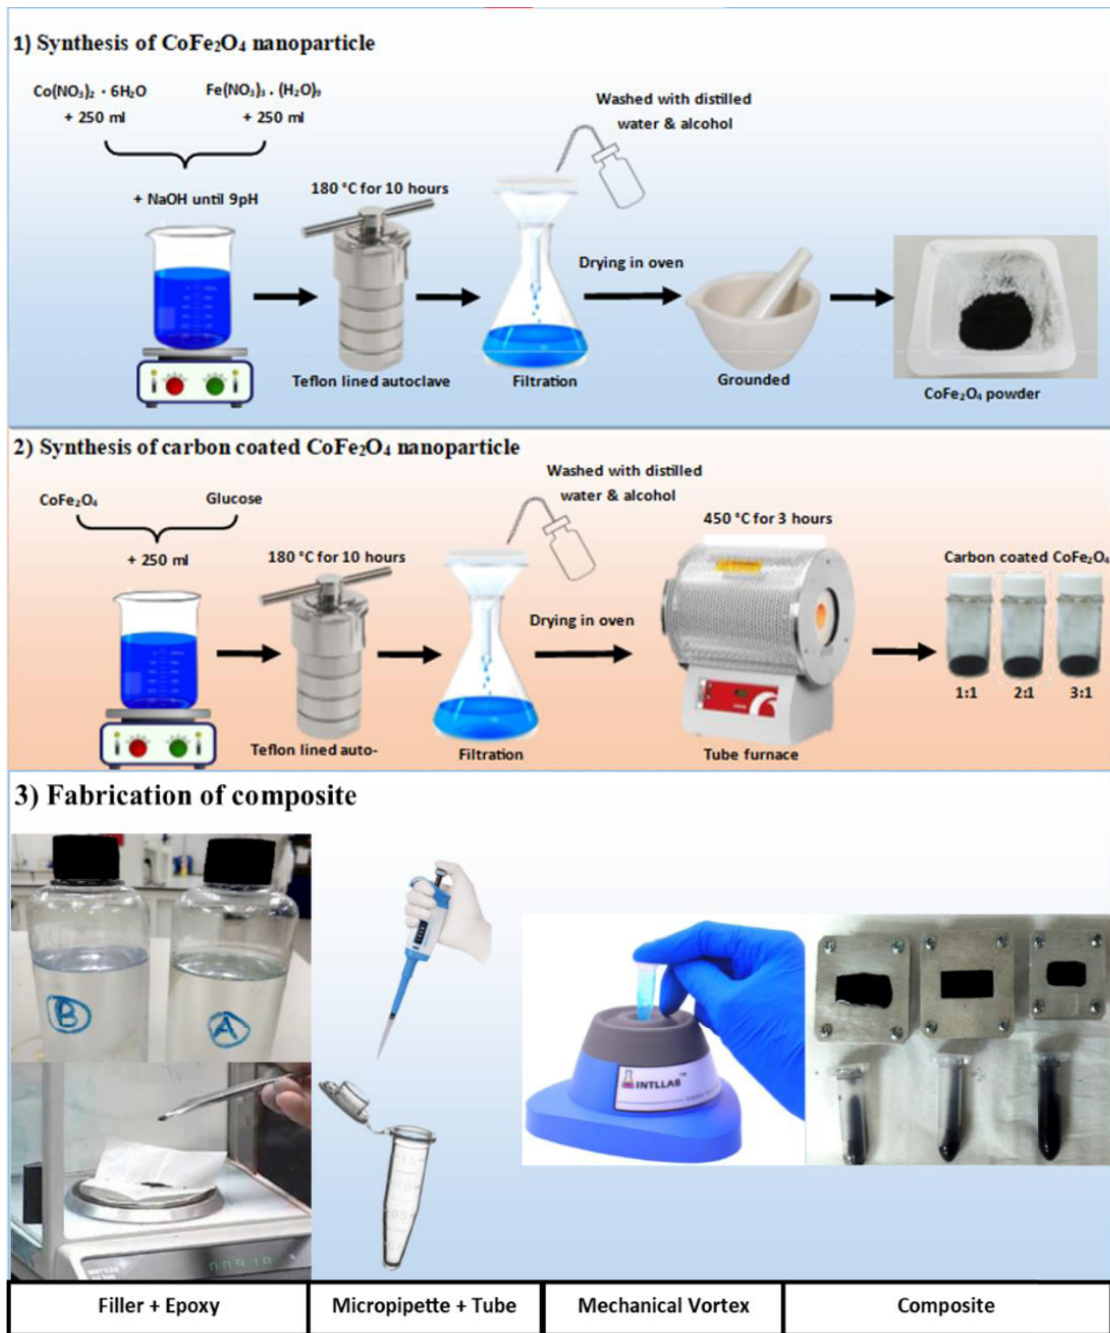 1) Synthesis of CoFe₂O₄ nanoparticle
Co(NO₃)₂ · 6H₂O
+ 250 ml
Fe(NO₃)₃ . (H₂O)₉
+ 250 ml
+ NaOH until 9pH
180 °C for 10 hours
Washed with distilled
water & alcohol
Drying in oven
Teflon lined autoclave
Filtration
Grounded
CoFe₂O₄ powder
2) Synthesis of carbon coated CoFe₂O₄ nanoparticle
CoFe₂O₄
Glucose
+ 250 ml
180 °C for 10 hours
Washed with distilled
water & alcohol
Drying in oven
450 °C for 3 hours
Carbon coated CoFe₂O₄
1:1
2:1
3:1
Teflon lined auto-
Filtration
Tube furnace
3) Fabrication of composite
B
A
INTLLAB
Filler + Epoxy
Micropipette + Tube
Mechanical Vortex
Composite